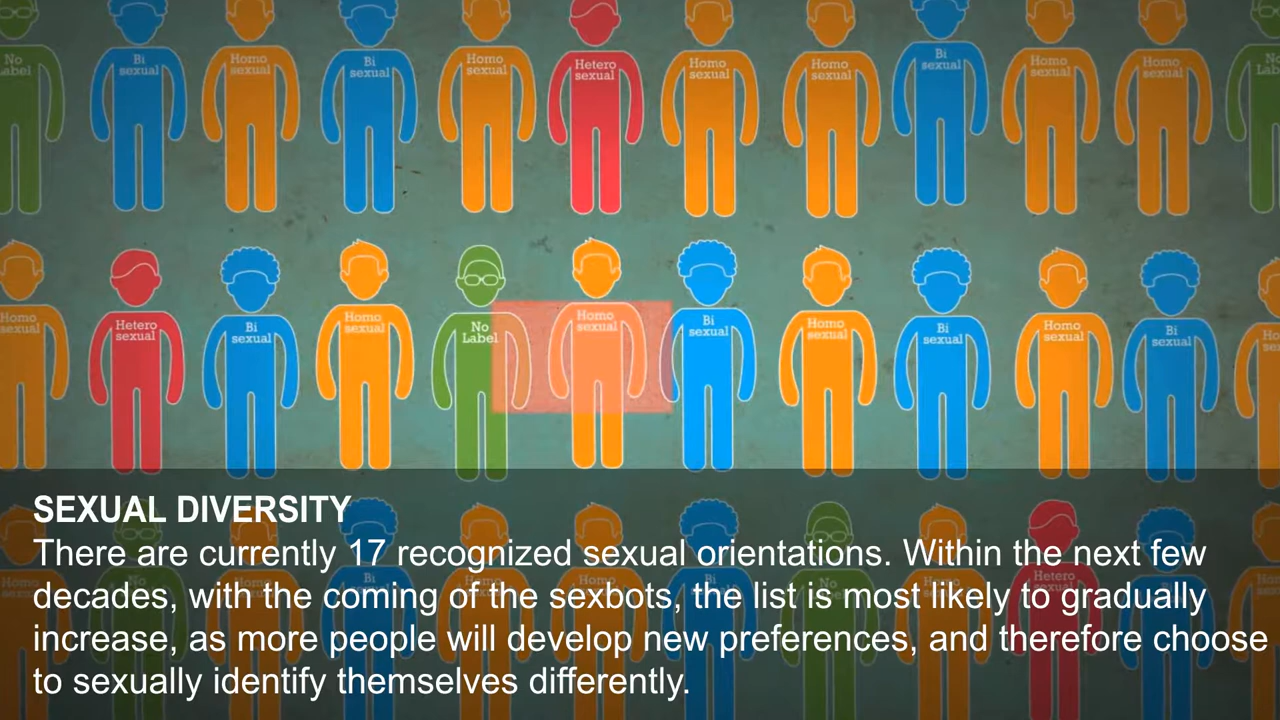 No
Label
Bi
sexual
Homo
sexual
Bi
sexual
Homo
sexual
Hetero
sexual
Homo
sexual
Homo
sexual
Bi
sexual
Homo
sexual
Homo
sexual
No
Homo
sexual
Hetero
sexual
Bi
sexual
Homo
sexual
No
Label
Homo
sexual
Bi
sexual
Homo
sexual
Bi
sexual
Homo
sexual
Bi
sexual
SEXUAL DIVERSITY
There are currently 17 recognized sexual orientations. Within the next few
decades, with the coming of the sexbots, the list is most likely to gradually
increase, as more people will develop new preferences, and therefore choose
to sexually identify themselves differently.